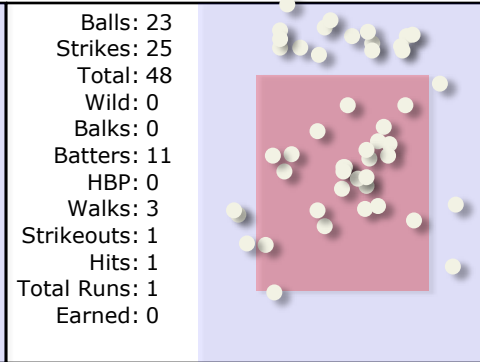 Balls: 23
Strikes: 25
Total: 48
Wild: 0
Balks: 0
Batters: 11
HBP: 0
Walks: 3
Strikeouts: 1
Hits: 1
Total Runs: 1
Earned: 0